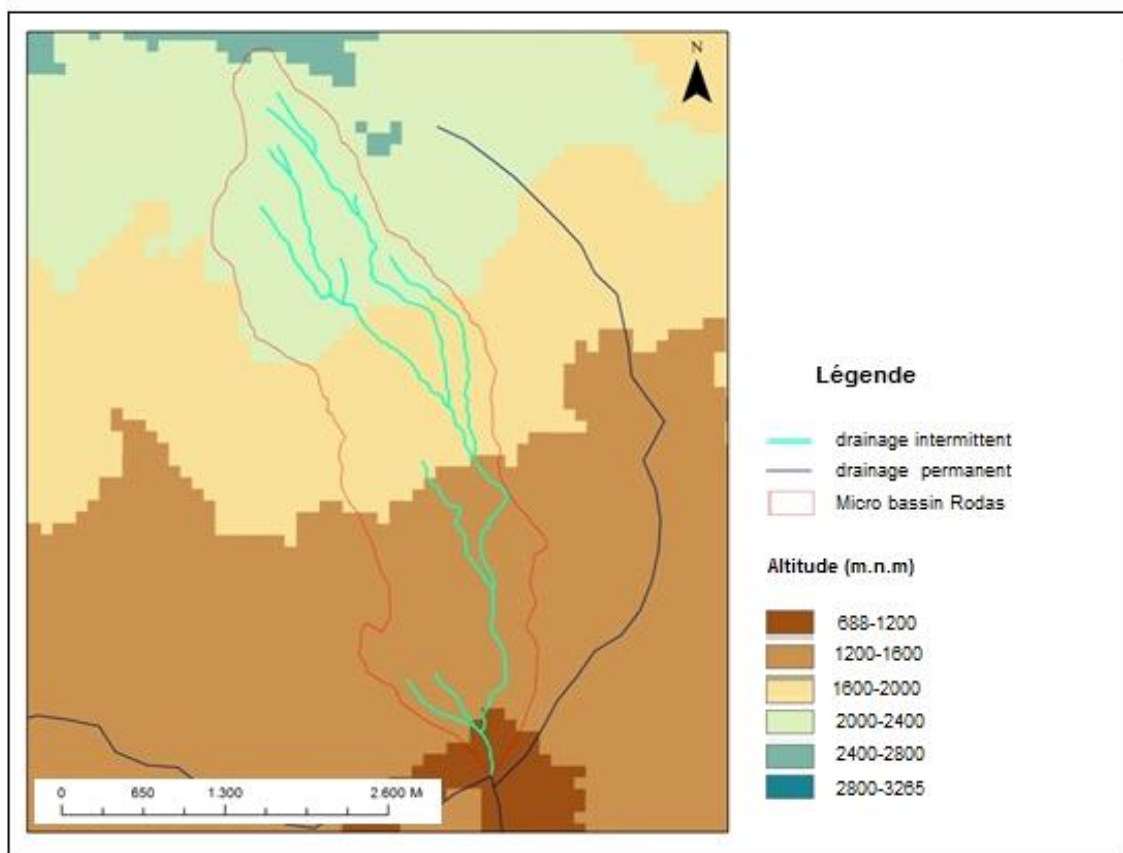 N
Légende
drainage intermittent
drainage permanent
Micro bassin Rodas
Altitude (m.n.m)
688-1200
1200-1600
1600-2000
2000-2400
2400-2800
2800-3265
0 650 1.300 2.600 M